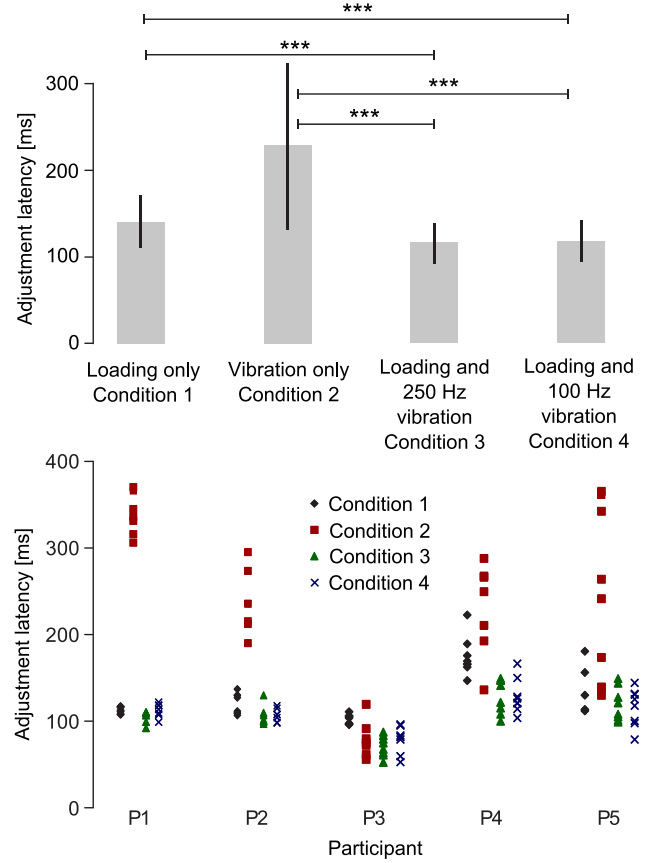 ***
***
***
***
Adjustment latency [ms]
300
200
100
0
Loading only
Condition 1
Vibration only
Condition 2
Loading and
250 Hz
vibration
Condition 3
Loading and
100 Hz
vibration
Condition 4
Adjustment latency [ms]
400
300
200
100
0
Condition 1
Condition 2
Condition 3
Condition 4
P1 P2 P3 P4 P5
Participant